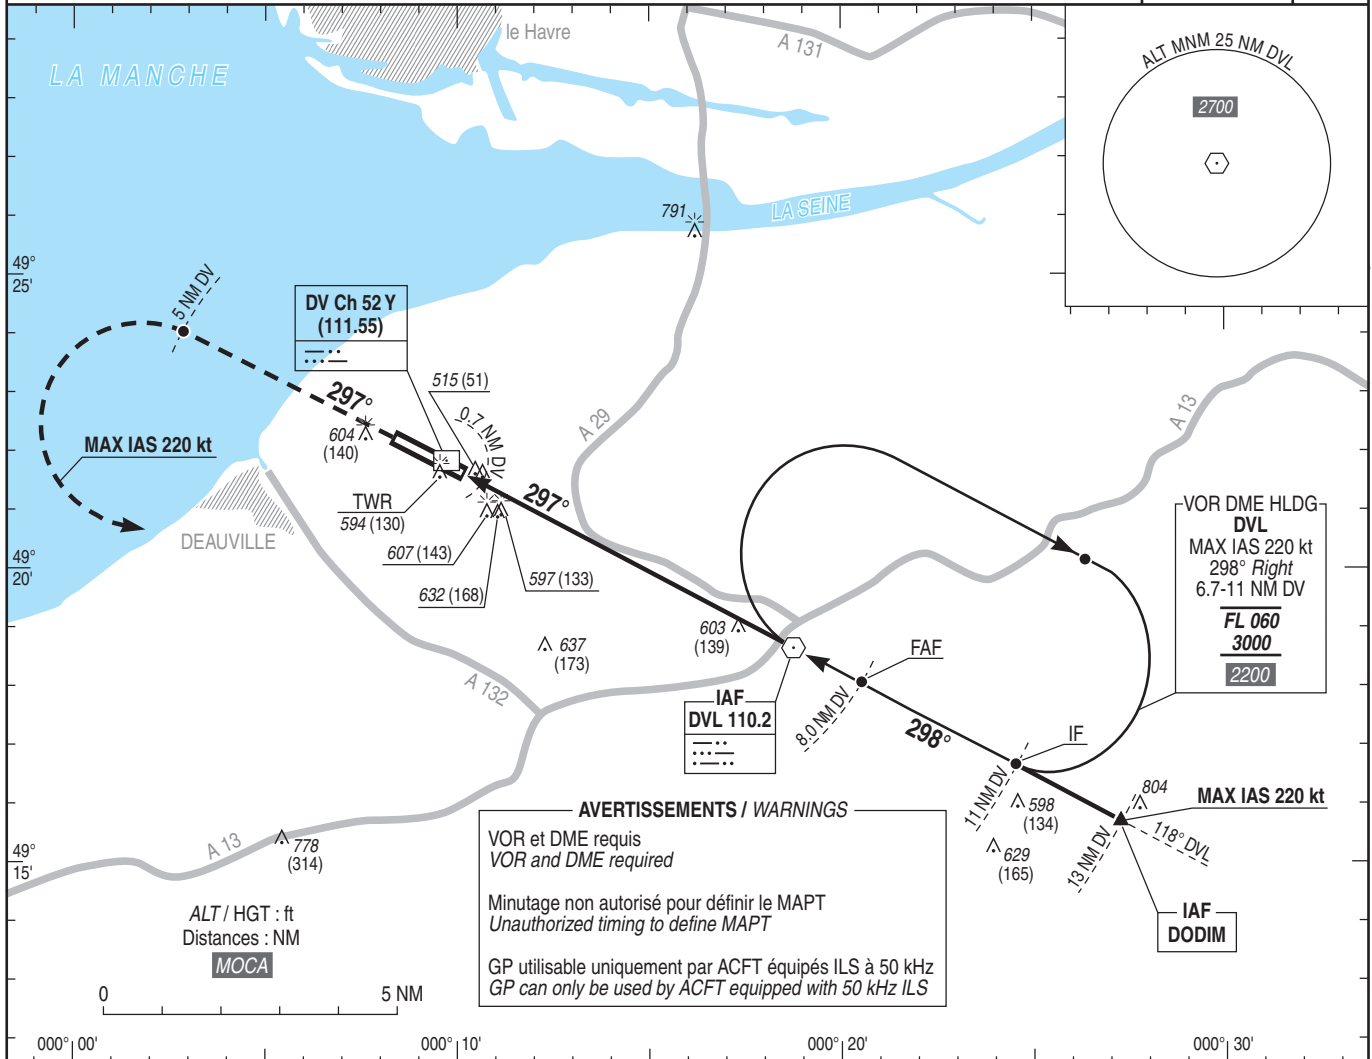 le Havre
A 131
LA MANCHE
ALT MNM 25 NM DVL
2700
791
LA SEINE
49°
25'
5 NM DV
DV Ch 52 Y
(111.55)
515 (51)
0.7 NM DV
297°
604
(140)
MAX IAS 220 kt
A 29
A 13
TWR
594 (130)
297°
DEAUVILLE
607 (143)
597 (133)
632 (168)
49°
20'
VOR DME HLDG
DVL
MAX IAS 220 kt
298° Right
6.7-11 NM DV
FL 060
3000
2200
603
(139)
637
(173)
FAF
A 132
IAF
DVL 110.2
8.0 NM DV
298°
IF
11 NM DV
598
(134)
804
MAX IAS 220 kt
118° DVL
13 NM DV
629
(165)
IAF
DODIM
A 13
778
(314)
49°
15'
AVERTISSEMENTS / WARNINGS
VOR et DME requis
VOR and DME required
Minutage non autorisé pour définir le MAPT
Unauthorized timing to define MAPT
GP utilisable uniquement par ACFT équipés ILS à 50 kHz
GP can only be used by ACFT equipped with 50 kHz ILS
ALT / HGT : ft
Distances : NM
MOCA
0 5 NM
000° 00' 000° 10' 000° 20' 000° 30'